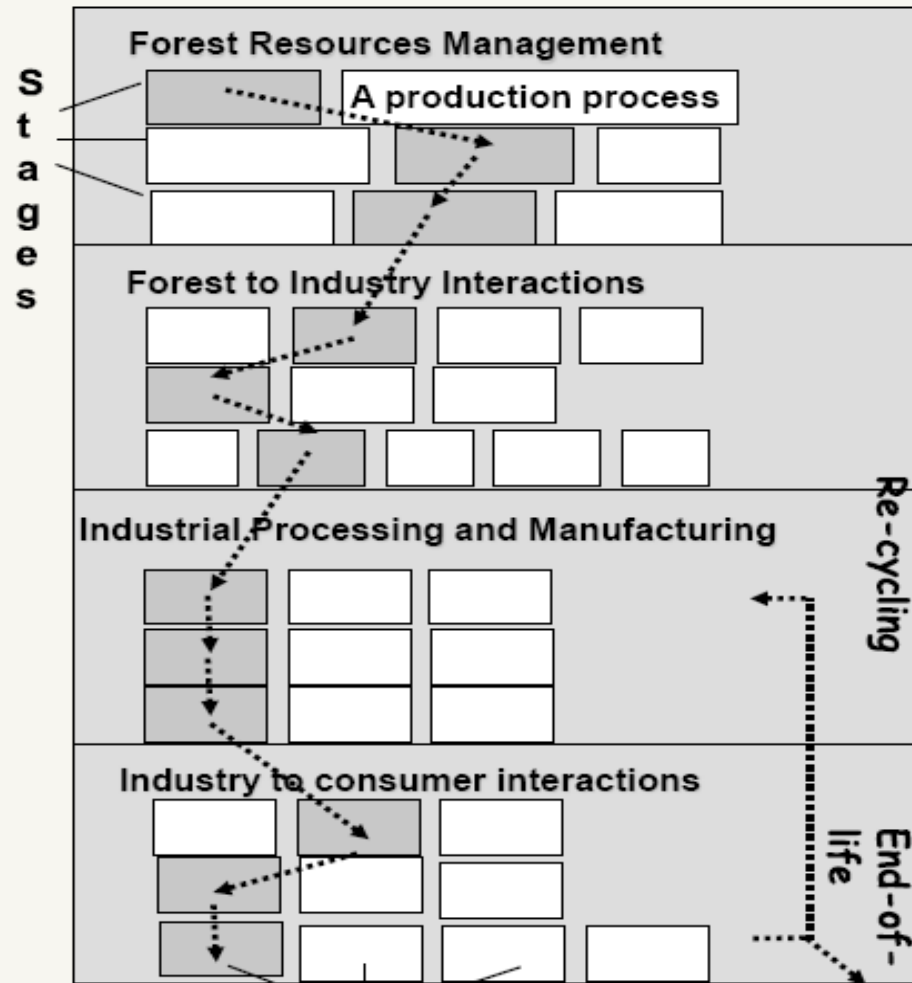 Stages
Forest Resources Management
A production process
Forest to Industry Interactions
Industrial Processing and Manufacturing
Re-cycling
Industry to consumer interactions
End-of-
life